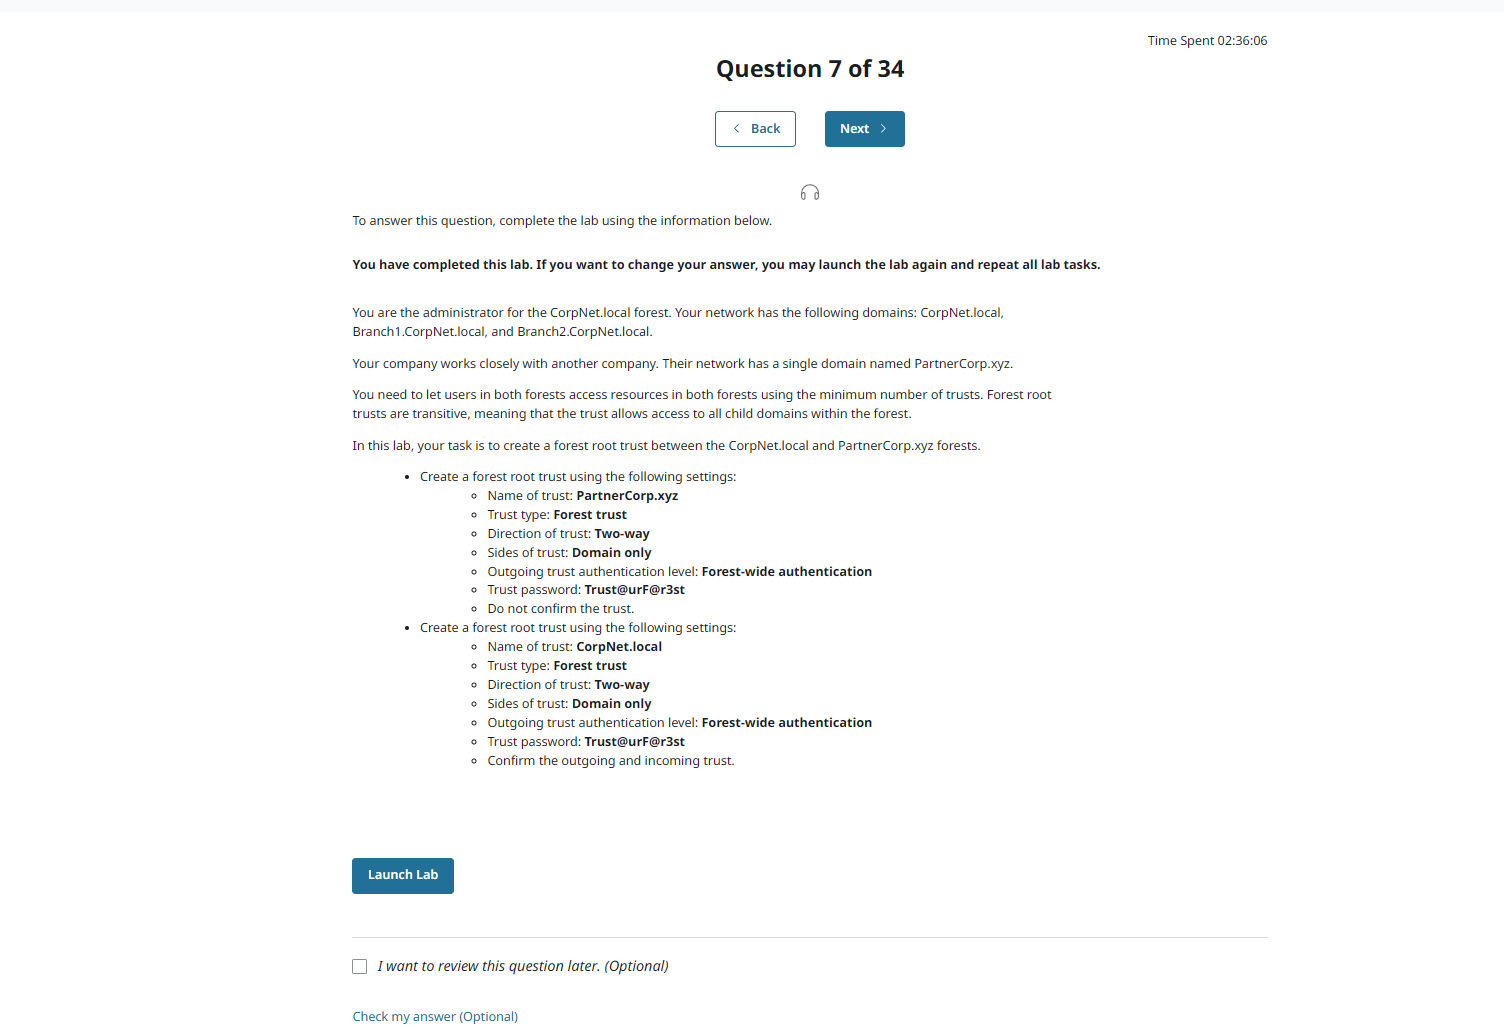 Time Spent 02:36:06
Question 7 of 34
Back
Next
To answer this question, complete the lab using the information below.
You have completed this lab. If you want to change your answer, you may launch the lab again and repeat all lab tasks.
You are the administrator for the CorpNet.local forest. Your network has the following domains: CorpNet.local,
Branch1.CorpNet.local, and Branch2.CorpNet.local.
Your company works closely with another company. Their network has a single domain named PartnerCorp.xyz.
You need to let users in both forests access resources in both forests using the minimum number of trusts. Forest root
trusts are transitive, meaning that the trust allows access to all child domains within the forest.
In this lab, your task is to create a forest root trust between the CorpNet.local and PartnerCorp.xyz forests.
Create a forest root trust using the following settings:
Name of trust: PartnerCorp.xyz
Trust type: Forest trust
Direction of trust: Two-way
Sides of trust: Domain only
Outgoing trust authentication level: Forest-wide authentication
Trust password: Trust@urF@r3st
Do not confirm the trust.
Create a forest root trust using the following settings:
Name of trust: CorpNet.local
Trust type: Forest trust
Direction of trust: Two-way
Sides of trust: Domain only
Outgoing trust authentication level: Forest-wide authentication
Trust password: Trust@urF@r3st
Confirm the outgoing and incoming trust.
Launch Lab
I want to review this question later. (Optional)
Check my answer (Optional)